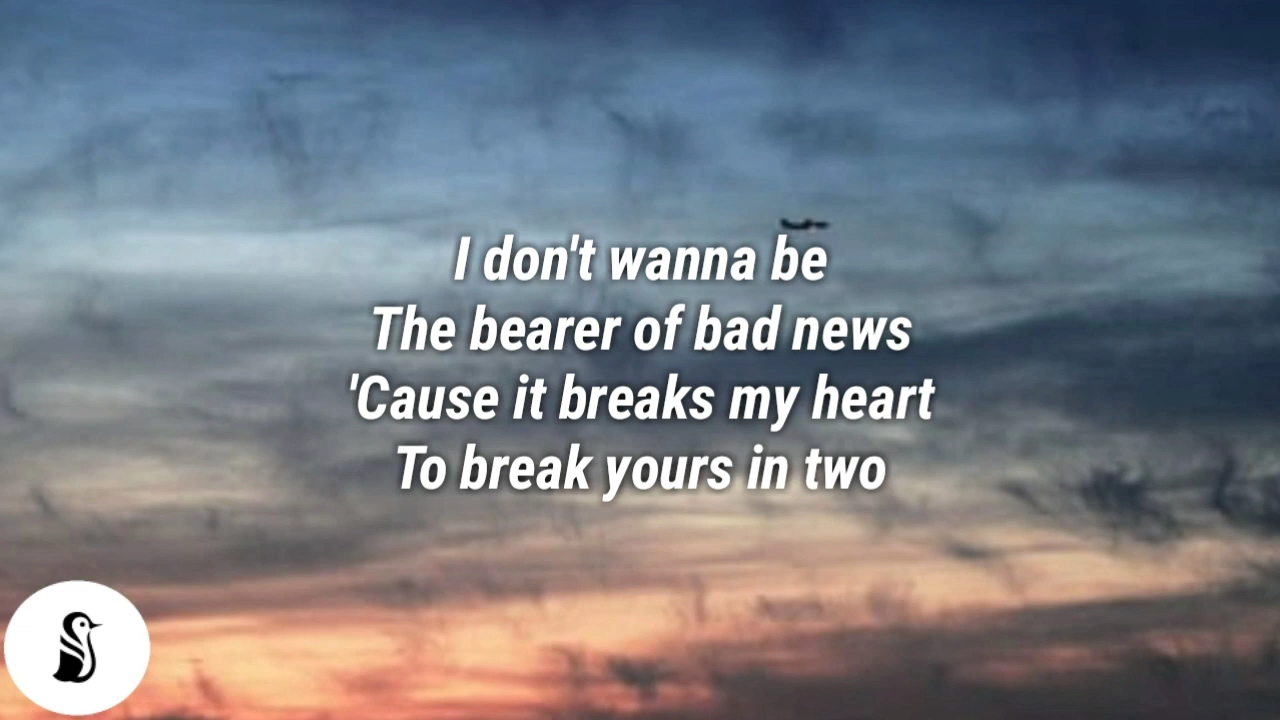 I don't wanna be
The bearer of bad news
'Cause it breaks my heart
To break yours in two